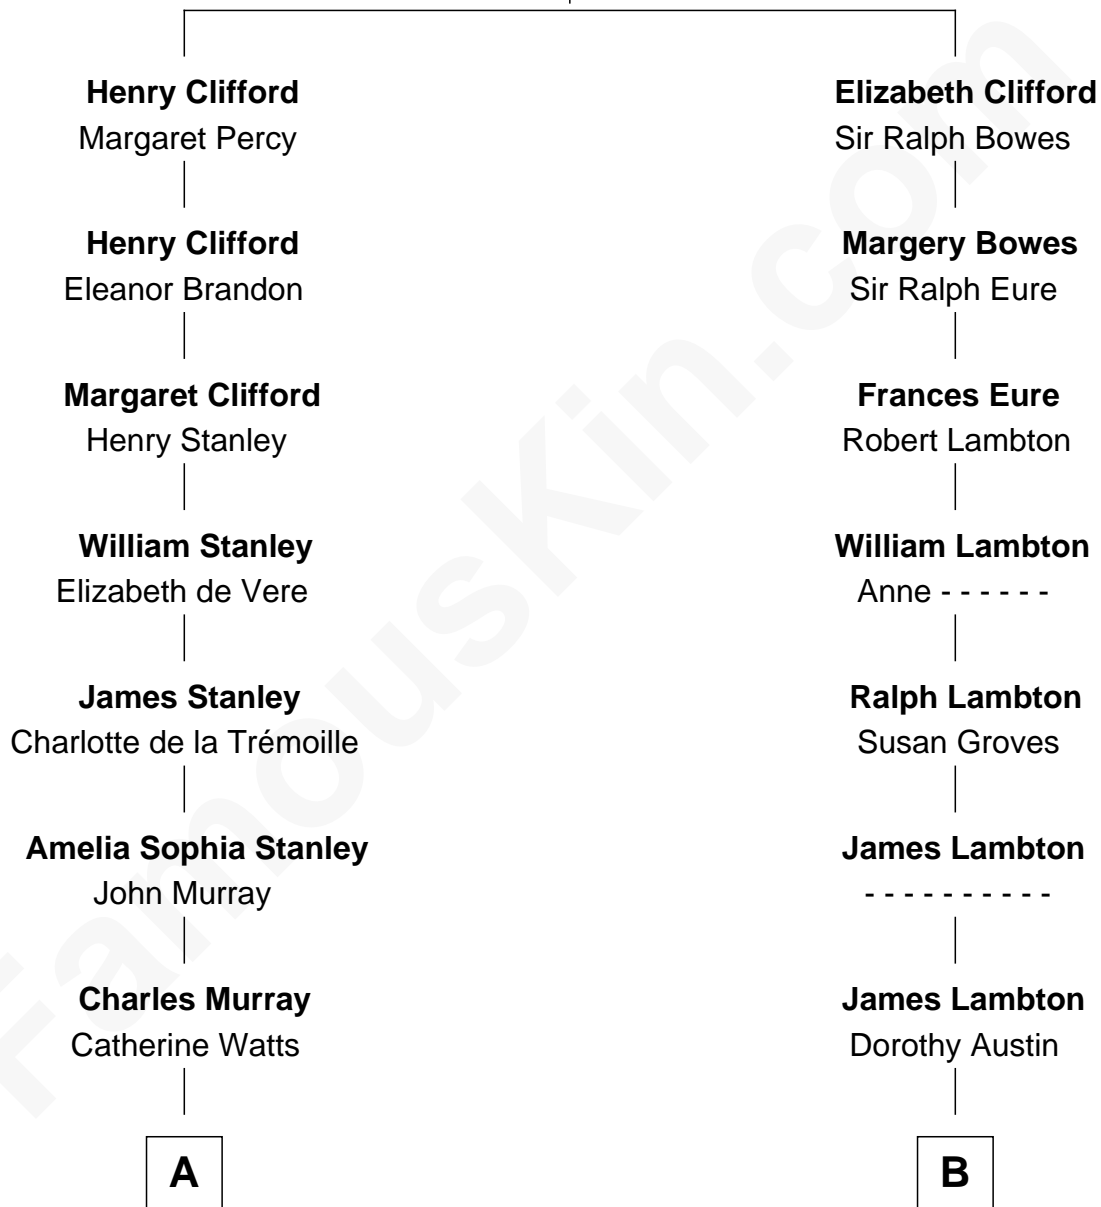 Henry Clifford
Margaret Percy
Henry Clifford
Eleanor Brandon
Margaret Clifford
Henry Stanley
William Stanley
Elizabeth de Vere
James Stanley
Charlotte de la Trémoille
Amelia Sophia Stanley
John Murray
Charles Murray
Catherine Watts
A
Elizabeth Clifford
Sir Ralph Bowes
Margery Bowes
Sir Ralph Eure
Frances Eure
Robert Lambton
William Lambton
Anne - - - - - -
Ralph Lambton
Susan Groves
James Lambton
- - - - - - - - - -
James Lambton
Dorothy Austin
B
FamousKin.com